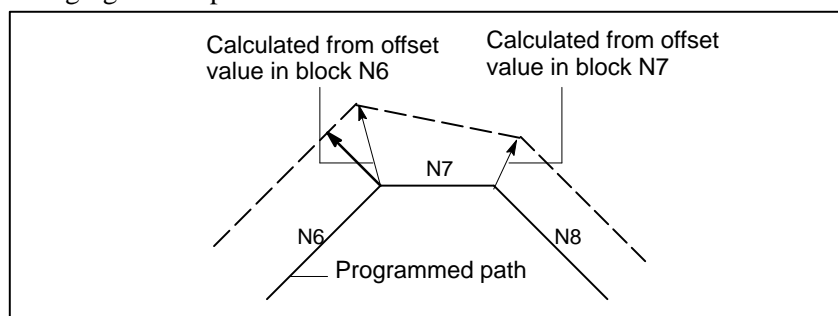 Calculated from offset
value in block N6
Calculated from offset
value in block N7
N7
N6
N8
Programmed path